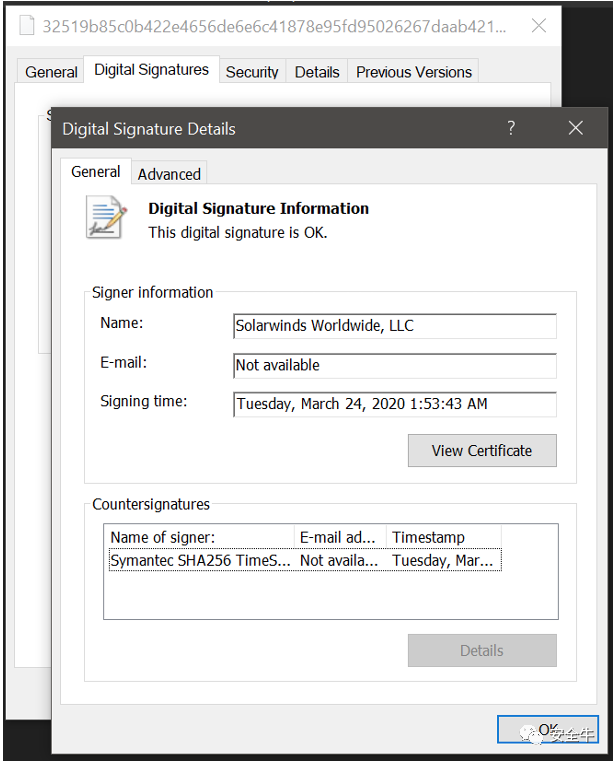 32519b85c0b422e4656de6e6c41878e95fd95026267daab421...
General Digital Signatures Security Details Previous Versions
Digital Signature Details ?
General Advanced
Digital Signature Information
This digital signature is OK.
Signer information
Name: Solarwinds Worldwide, LLC
E-mail: Not available
Signing time: Tuesday, March 24, 2020 1:53:43 AM
View Certificate
Countersignatures
Name of signer: E-mail ad... Timestamp
Symantec SHA256 TimeS... Not availa... Tuesday, Mar...
Details
OK
安全牛